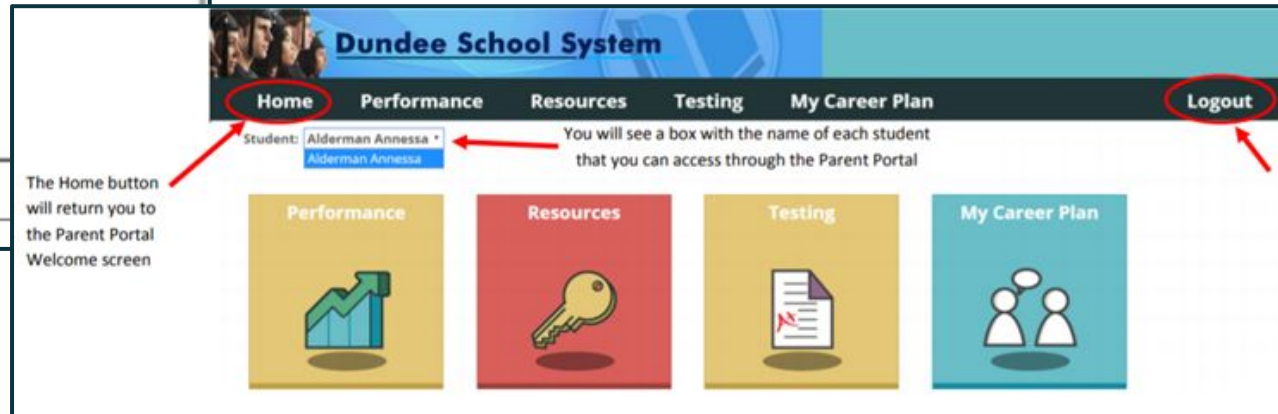 Dundee School System
Home Performance Resources Testing My Career Plan Logout
Student: Alderman Annessa
Alderman Annessa
You will see a box with the name of each student
that you can access through the Parent Portal
The Home button
will return you to
the Parent Portal
Welcome screen
Performance Resources Testing My Career Plan
A+